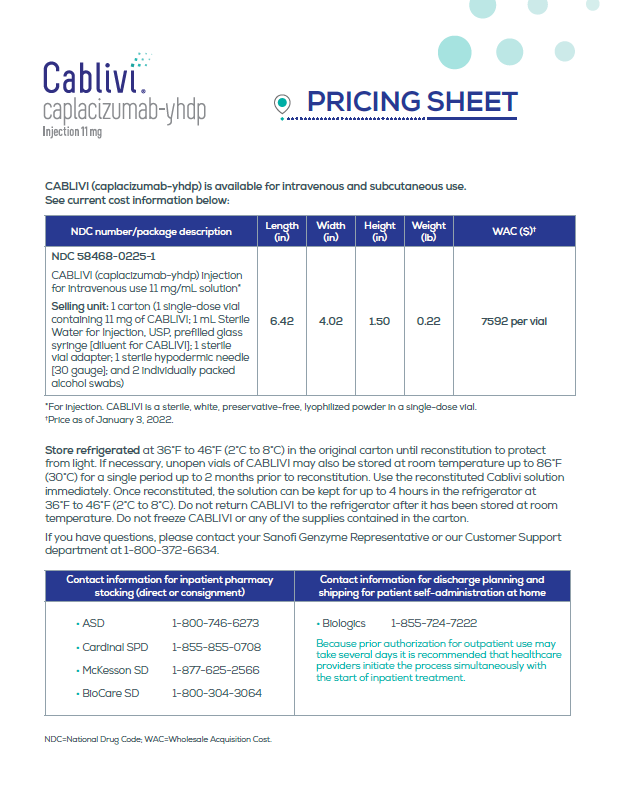 Cablivi®
caplacizumab-yhdp
Injection 11 mg
PRICING SHEET
CABLIVI (caplacizumab-yhdp) is available for intravenous and subcutaneous use.
See current cost information below:
NDC number/package description
Length (in)
Width (in)
Height (in)
Weight (lb)
WAC ($)†
NDC 58468-0225-1
CABLIVI (caplacizumab-yhdp) injection
for intravenous use 11 mg/mL solution*
Selling unit: 1 carton (1 single-dose vial
containing 11 mg of CABLIVI; 1 mL Sterile
Water for Injection, USP, prefilled glass
syringe [diluent for CABLIVI]; 1 sterile
vial adapter; 1 sterile hypodermic needle
[30 gauge]; and 2 individually packed
alcohol swabs)
6.42
4.02
1.50
0.22
7592 per vial
*For injection. CABLIVI is a sterile, white, preservative-free, lyophilized powder in a single-dose vial.
†Price as of January 3, 2022.
Store refrigerated at 36°F to 46°F (2°C to 8°C) in the original carton until reconstitution to protect
from light. If necessary, unopen vials of CABLIVI may also be stored at room temperature up to 86°F
(30°C) for a single period up to 2 months prior to reconstitution. Use the reconstituted Cablivi solution
immediately. Once reconstituted, the solution can be kept for up to 4 hours in the refrigerator at
36°F to 46°F (2°C to 8°C). Do not return CABLIVI to the refrigerator after it has been stored at room
temperature. Do not freeze CABLIVI or any of the supplies contained in the carton.
If you have questions, please contact your Sanofi Genzyme Representative or our Customer Support
department at 1-800-372-6634.
Contact information for inpatient pharmacy
stocking (direct or consignment)
• ASD 1-800-746-6273
• Cardinal SPD 1-855-855-0708
• McKesson SD 1-877-625-2566
• BioCare SD 1-800-304-3064
Contact information for discharge planning and
shipping for patient self-administration at home
• Biologics 1-855-724-7222
Because prior authorization for outpatient use may
take several days it is recommended that healthcare
providers initiate the process simultaneously with
the start of inpatient treatment.
NDC=National Drug Code; WAC=Wholesale Acquisition Cost.